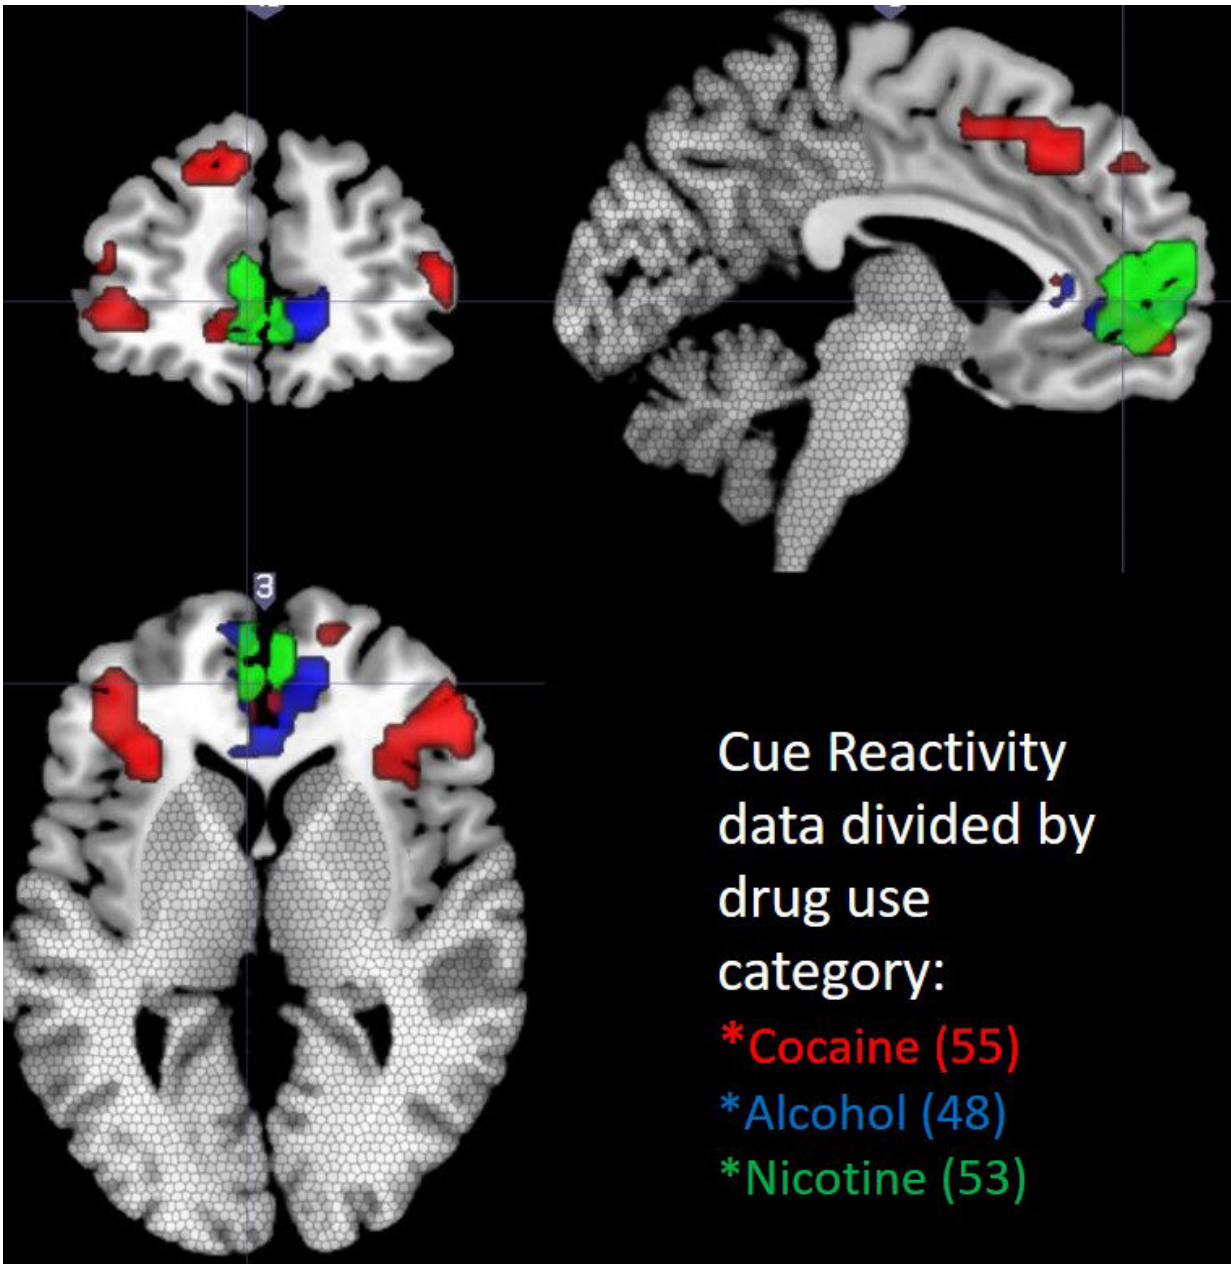 3
Cue Reactivity
data divided by
drug use
category:
*Cocaine (55)
*Alcohol (48)
*Nicotine (53)